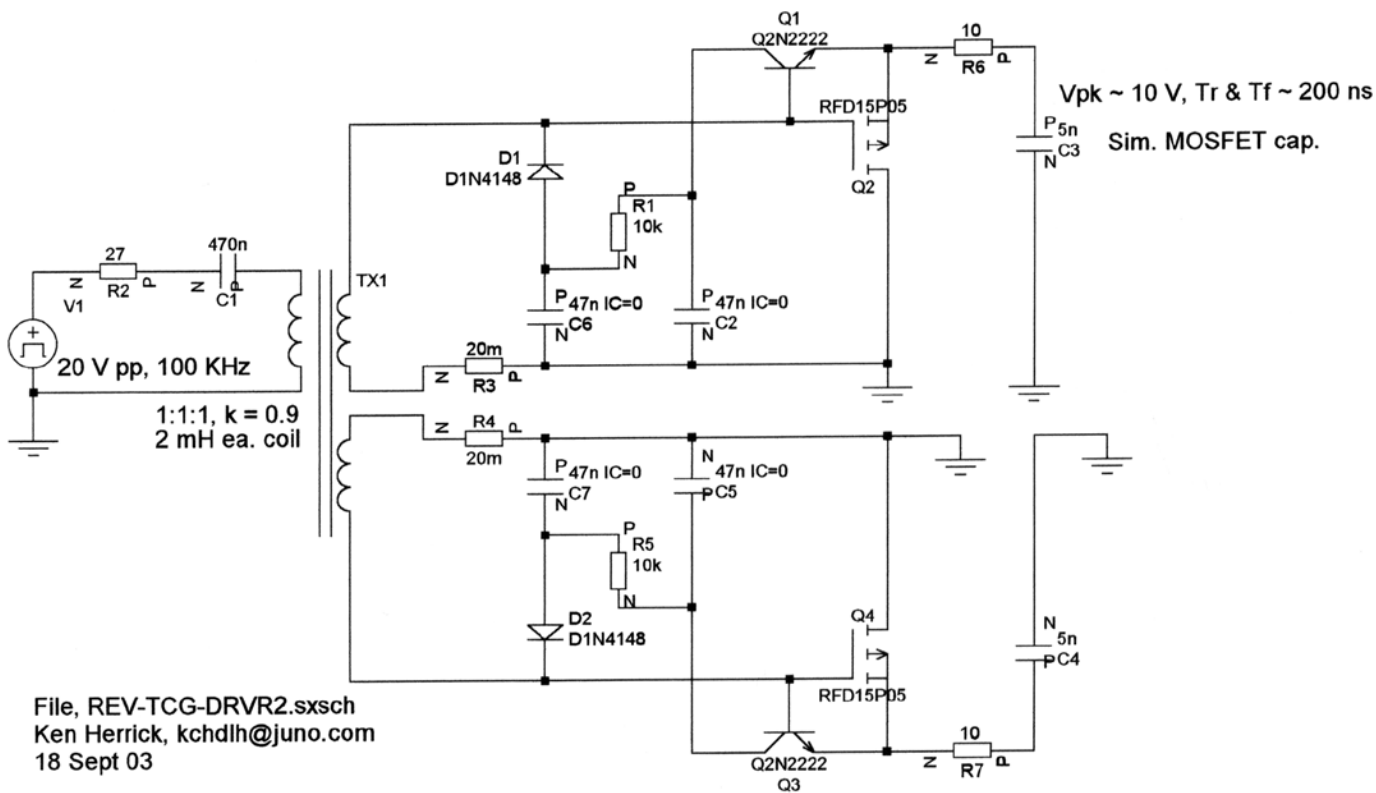 Q1
Q2N2222
10
N R6 P
Vpk ~ 10 V, Tr & Tf ~ 200 ns
Sim. MOSFET cap.
RFD15P05
P 5n
C3
N
Q2
D1
D1N4148
P
R1
10k
N
470n
27
N R2 P
N C1 P
TX1
V1
P 47n IC=0
C6
N
P 47n IC=0
C2
N
20 V pp, 100 KHz
20m
N R3 P
1:1:1, k = 0.9
2 mH ea. coil
N R4 P
20m
P 47n IC=0
C7
N
N 47n IC=0
P C5
P
R5
10k
N
D2
D1N4148
Q4
RFD15P05
N 5n
P C4
Q2N2222
Q3
10
N R7 P
File, REV-TCG-DRVR2.sxsch
Ken Herrick, kchdlh@juno.com
18 Sept 03